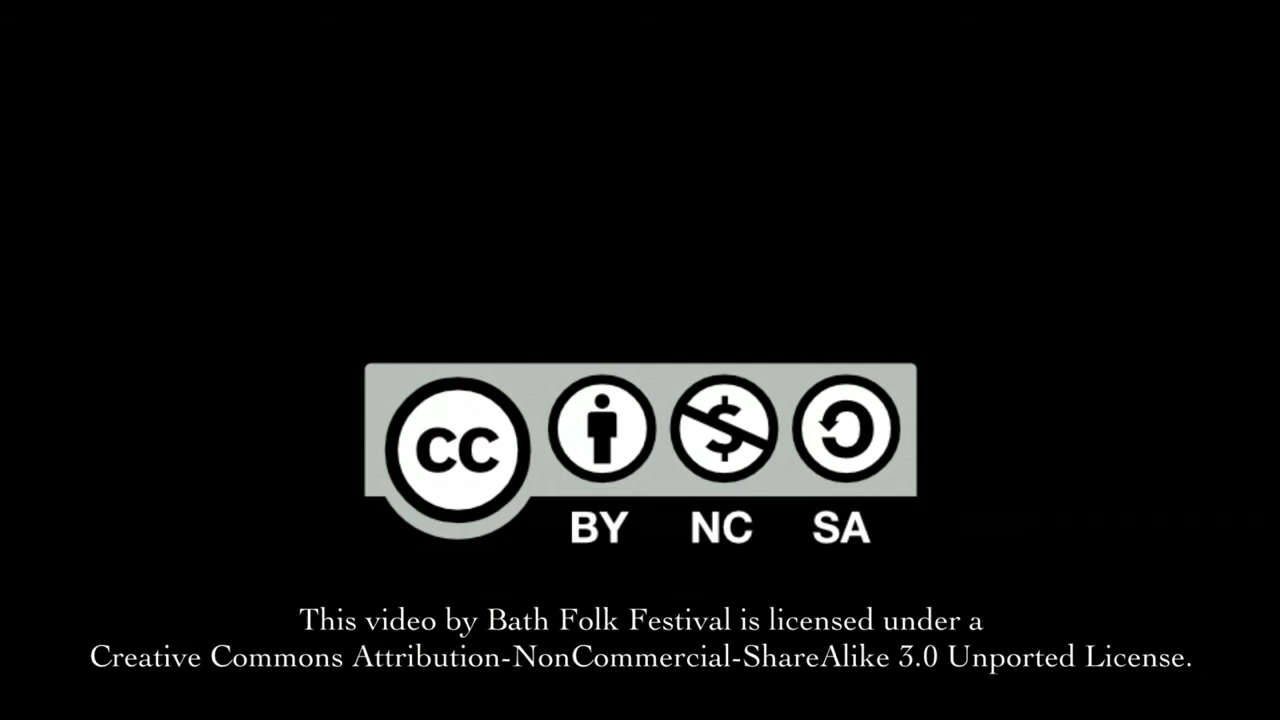 CC
BY NC SA
This video by Bath Folk Festival is licensed under a
Creative Commons Attribution-NonCommercial-ShareAlike 3.0 Unported License.